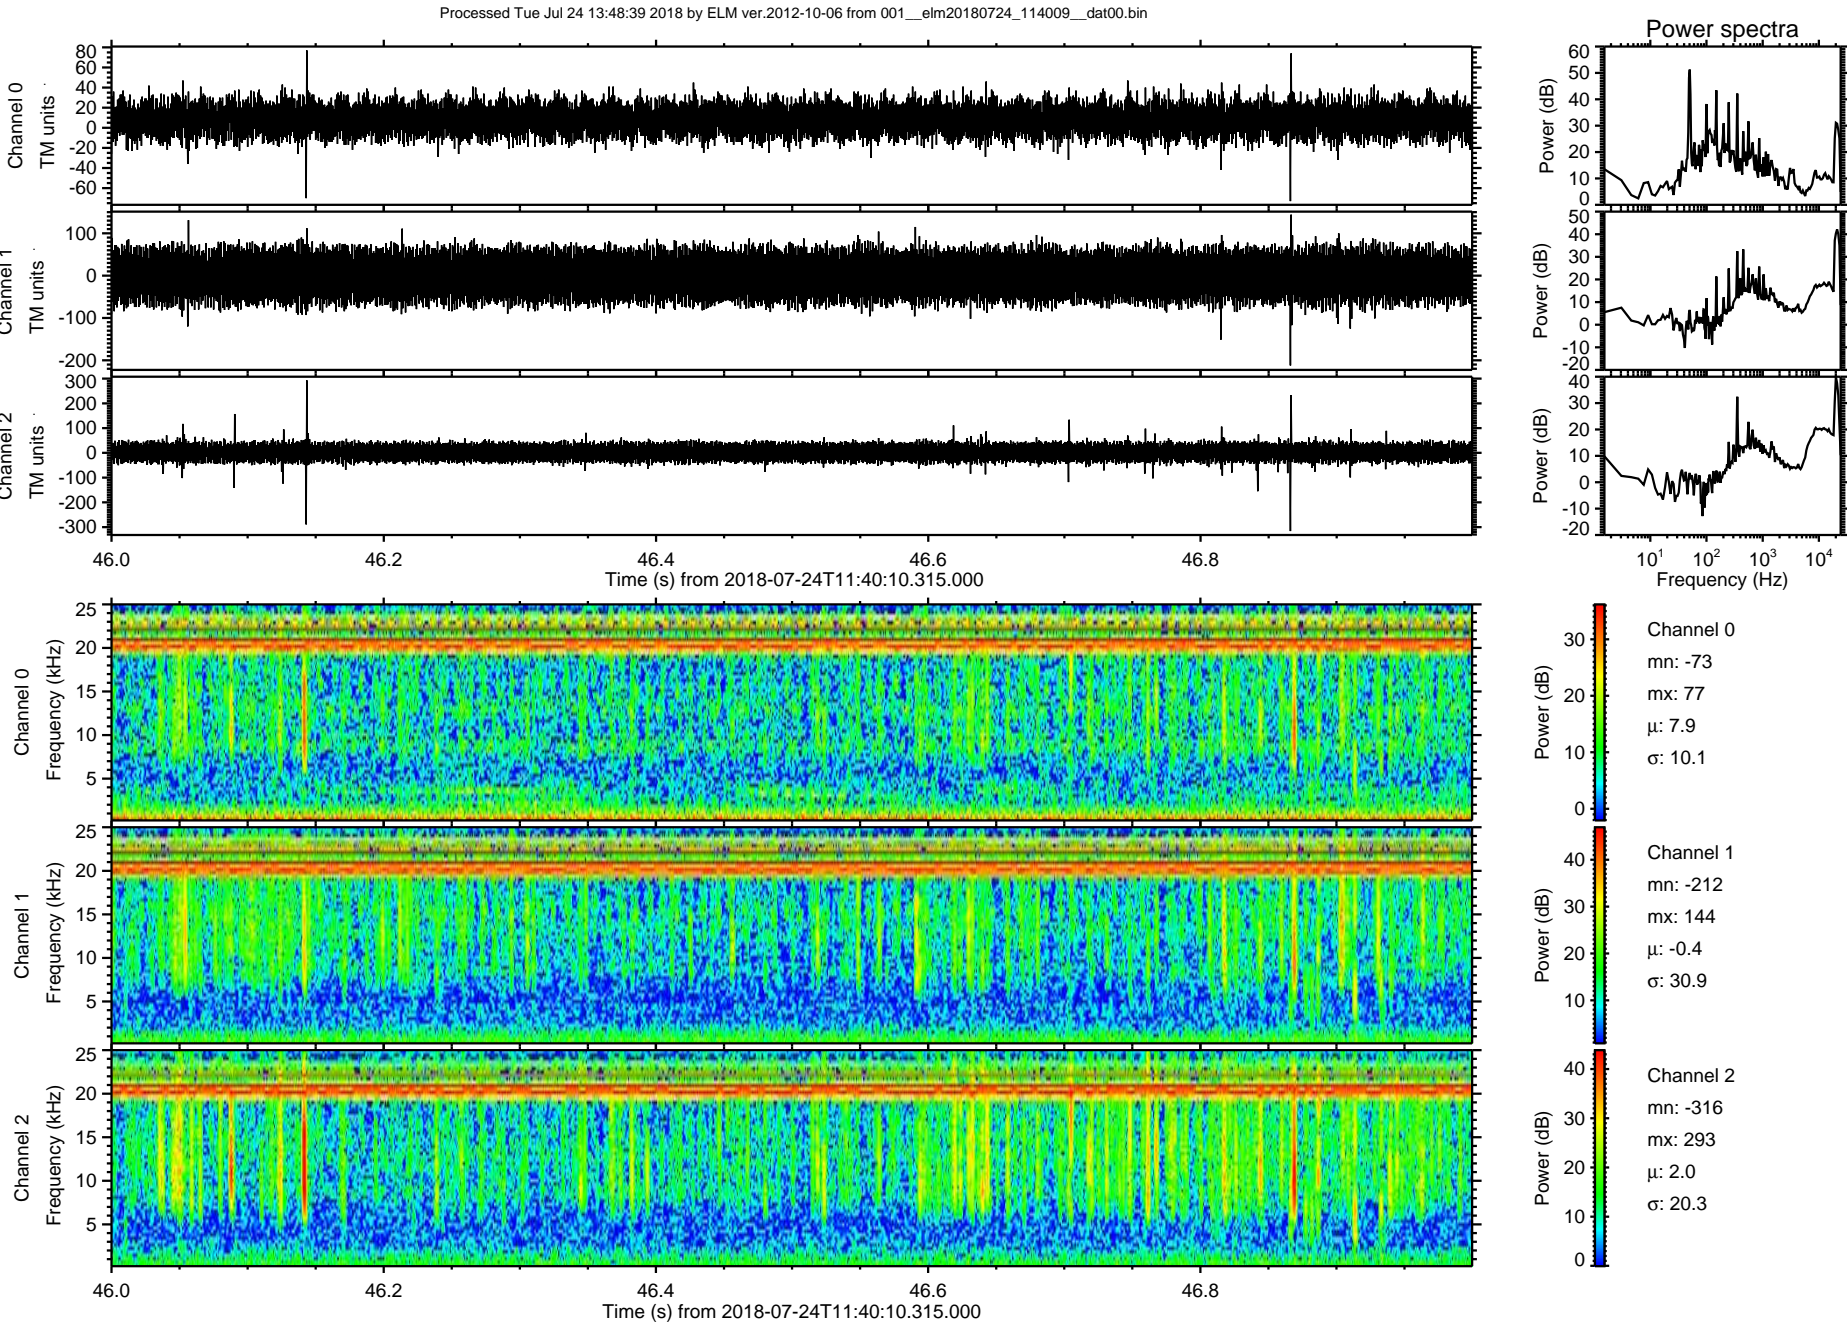 Processed Tue Jul 24 13:48:39 2018 by ELM ver.2012-10-06 from 001__elm20180724_114009__dat00.bin
Power spectra
Channel 0
TM units
80
60
40
20
0
-20
-40
-60
Power (dB)
60
50
40
30
20
10
0
Channel 1
TM units
100
0
-100
-200
Power (dB)
50
40
30
20
10
0
-10
-20
Channel 2
TM units
300
200
100
0
-100
-200
-300
Power (dB)
40
30
20
10
0
-10
-20
46.0 46.2 46.4 46.6 46.8
Time (s) from 2018-07-24T11:40:10.315.000
10¹ 10² 10³ 10⁴
Frequency (Hz)
Channel 0
Frequency (kHz)
25
20
15
10
5
Power (dB)
30
20
10
0
Channel 0
mn: -73
mx: 77
μ: 7.9
σ: 10.1
Channel 1
Frequency (kHz)
25
20
15
10
5
Power (dB)
40
30
20
10
Channel 1
mn: -212
mx: 144
μ: -0.4
σ: 30.9
Channel 2
Frequency (kHz)
25
20
15
10
5
Power (dB)
40
30
20
10
0
Channel 2
mn: -316
mx: 293
μ: 2.0
σ: 20.3
46.0 46.2 46.4 46.6 46.8
Time (s) from 2018-07-24T11:40:10.315.000